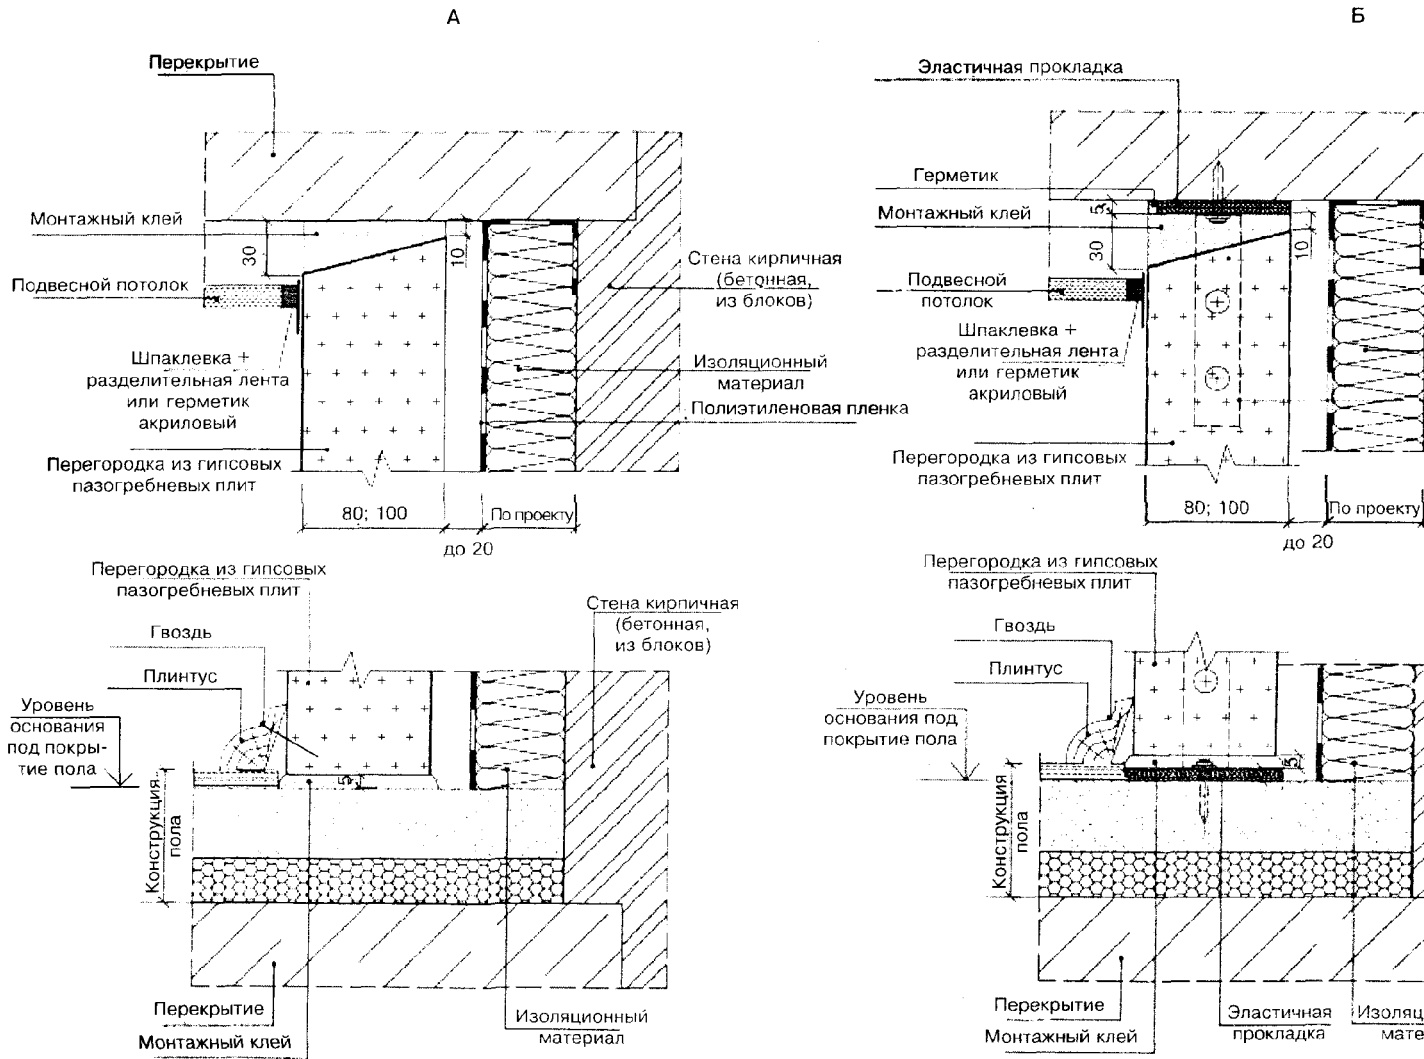 А
Перекрытие
Монтажный клей
30
10
Подвесной потолок
Шпаклевка +
разделительная лента
или герметик
акриловый
Перегородка из гипсовых
пазогребневых плит
Стена кирпичная
(бетонная,
из блоков)
Изоляционный
материал
Полиэтиленовая пленка
80; 100
По проекту
до 20
Перегородка из гипсовых
пазогребневых плит
Гвоздь
Плинтус
Уровень
основания
под покры-
тие пола
Стена кирпичная
(бетонная,
из блоков)
5
Конструкция
пола
Перекрытие
Монтажный клей
Изоляционный
материал
Б
Эластичная прокладка
Герметик
Монтажный клей
5
30
10
Подвесной
потолок
Шпаклевка +
разделительная лента
или герметик
акриловый
Перегородка из гипсовых
пазогребневых плит
80; 100
По проекту
до 20
Перегородка из гипсовых
пазогребневых плит
Гвоздь
Плинтус
Уровень
основания под
покрытие пола
5
Конструкция
пола
Перекрытие
Монтажный клей
Эластичная
прокладка
Изоляц
мате